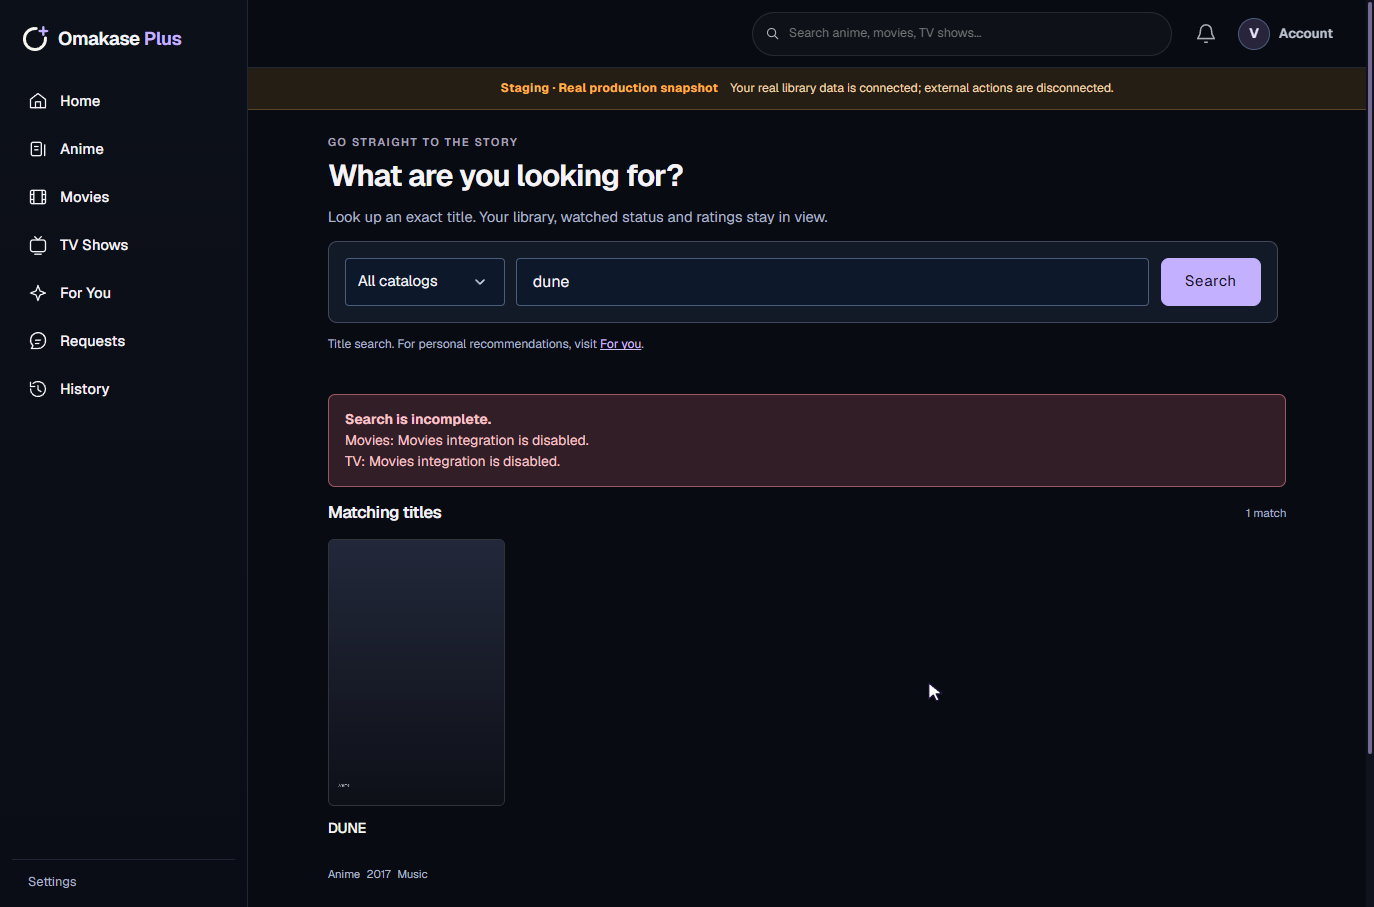 Omakase Plus
Search anime, movies, TV shows...
V
Account
Home
Anime
Movies
TV Shows
For You
Requests
History
Settings
Staging · Real production snapshot Your real library data is connected; external actions are disconnected.
GO STRAIGHT TO THE STORY
What are you looking for?
Look up an exact title. Your library, watched status and ratings stay in view.
All catalogs
dune
Search
Title search. For personal recommendations, visit For you.
Search is incomplete.
Movies: Movies integration is disabled.
TV: Movies integration is disabled.
Matching titles
1 match
DUNE
Anime 2017 Music